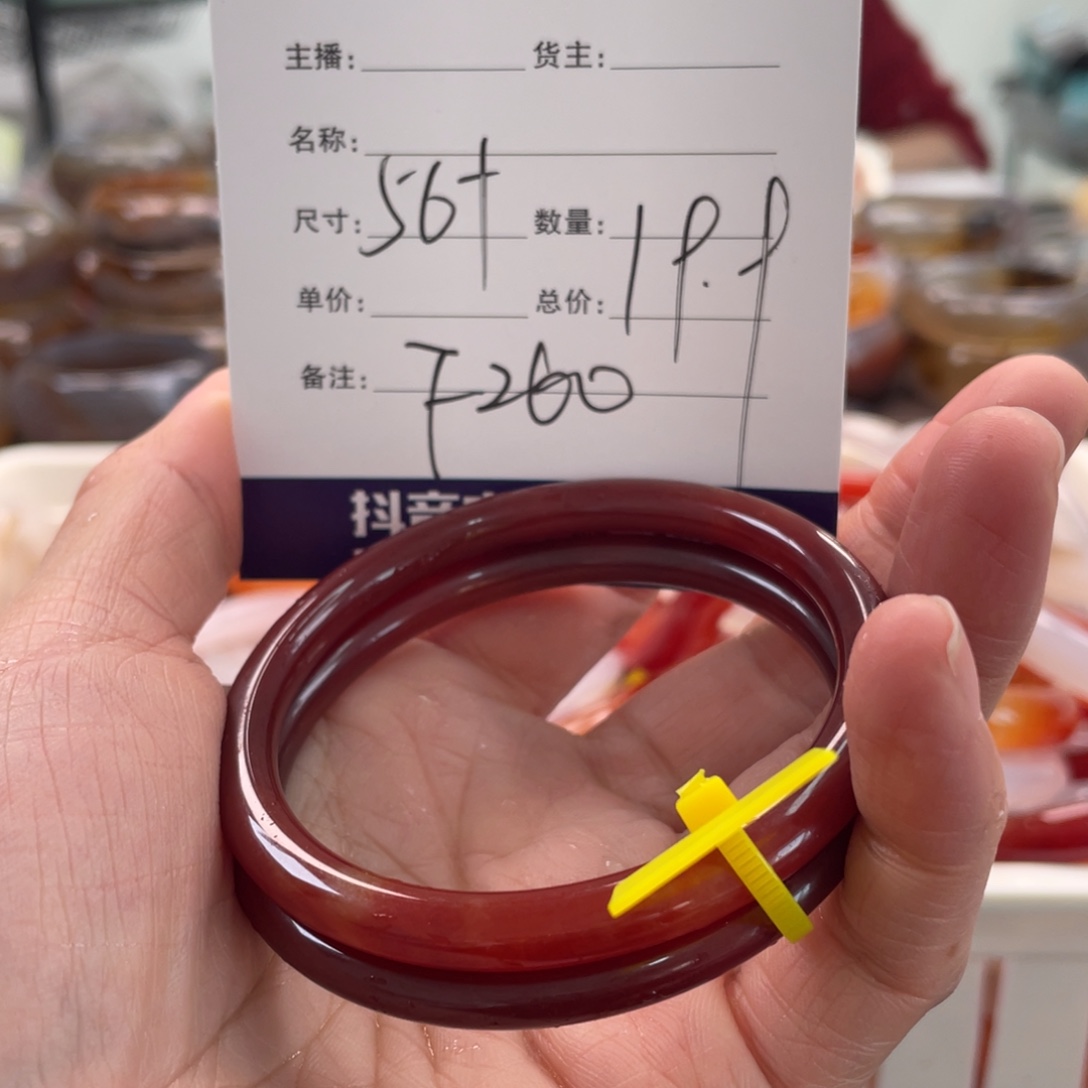 主播： 货主：
名称：
尺寸： 56+ 数量： 19.9
单价： 总价：
备注： F260
抖音